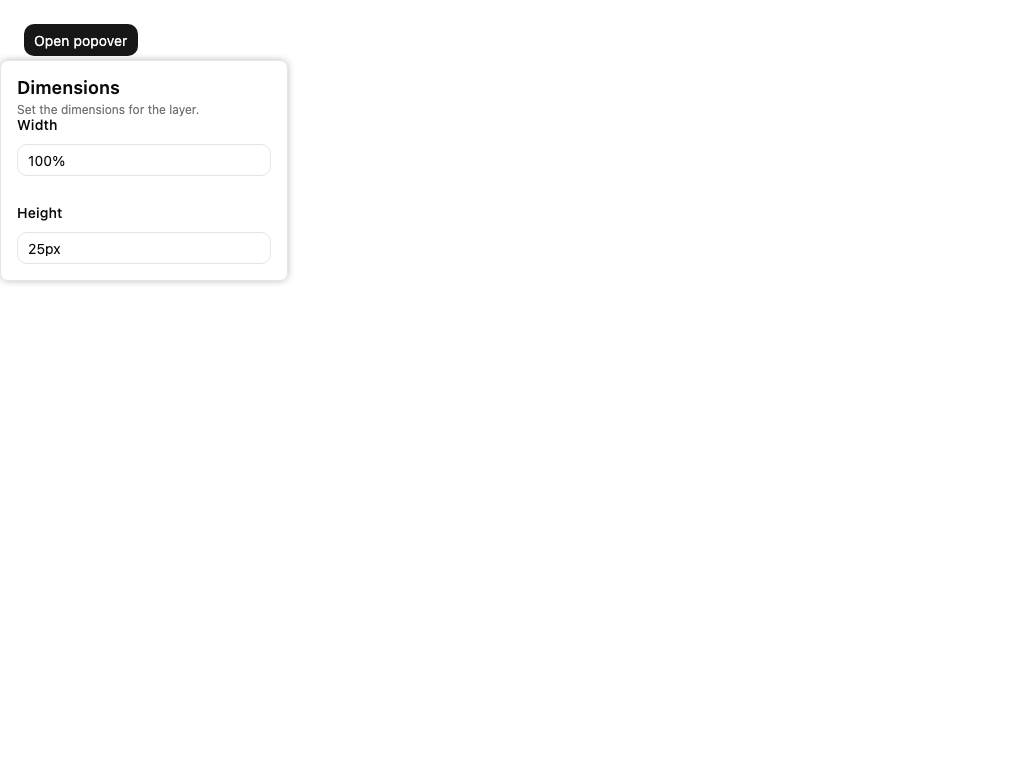 Open popover
Dimensions
Set the dimensions for the layer.
Width
100%
Height
25px